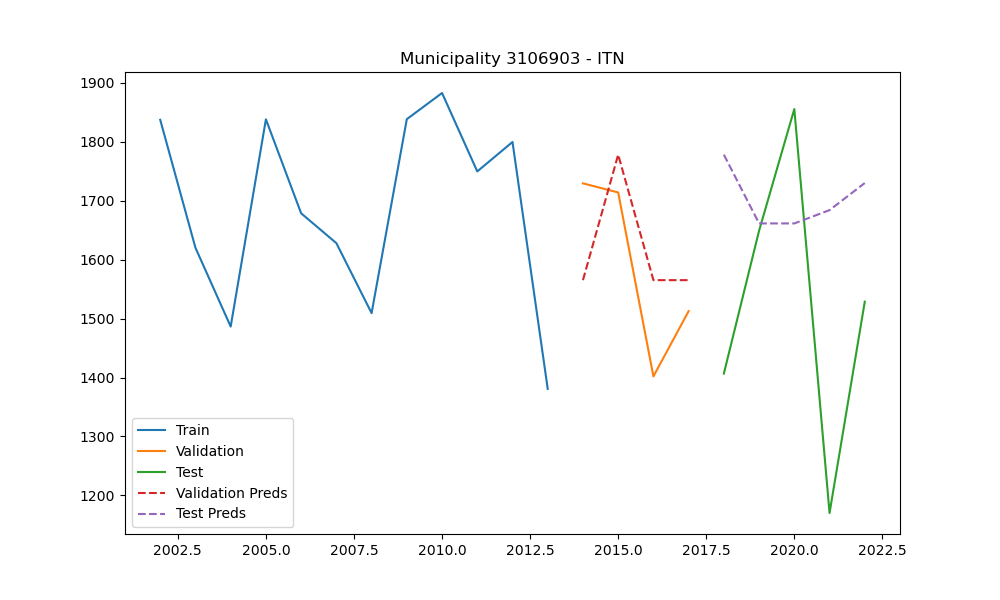 Municipality 3106903 - ITN
1900
1800
1700
1600
1500
1400
1300
1200
Train
Validation
Test
Validation Preds
Test Preds
2002.5 2005.0 2007.5 2010.0 2012.5 2015.0 2017.5 2020.0 2022.5